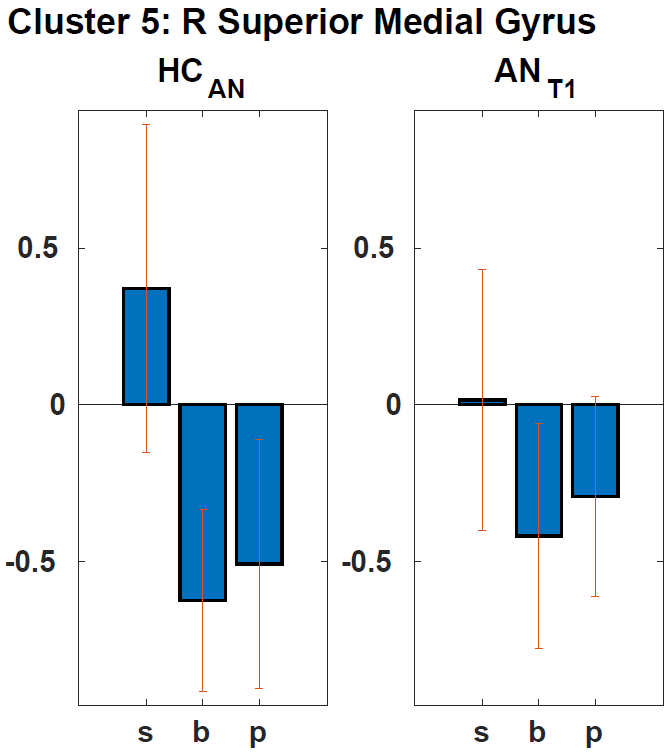 Cluster 5: R Superior Medial Gyrus
HC AN
AN T1
0.5
0
-0.5
s b p
0.5
0
-0.5
s b p